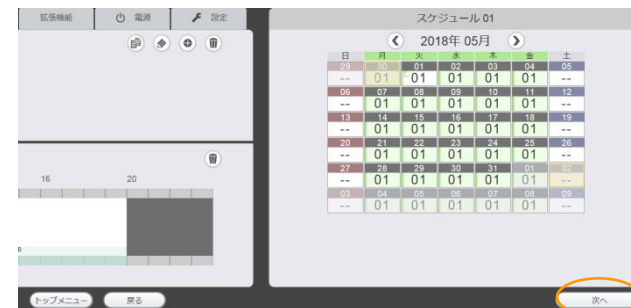 拡張機能 電源 設定
16 20
トップメニュー 戻る
スケジュール 01
2018年 05月
日 月 火 水 木 金 土
29 30 01 02 03 04 05
-- 01 01 01 01 01 --
06 07 08 09 10 11 12
-- 01 01 01 01 01 --
13 14 15 16 17 18 19
-- 01 01 01 01 01 --
20 21 22 23 24 25 26
-- 01 01 01 01 01 --
27 28 29 30 31 01 02
-- 01 01 01 01 01 --
03 04 05 06 07 08 09
-- 01 01 01 01 01 --
次へ